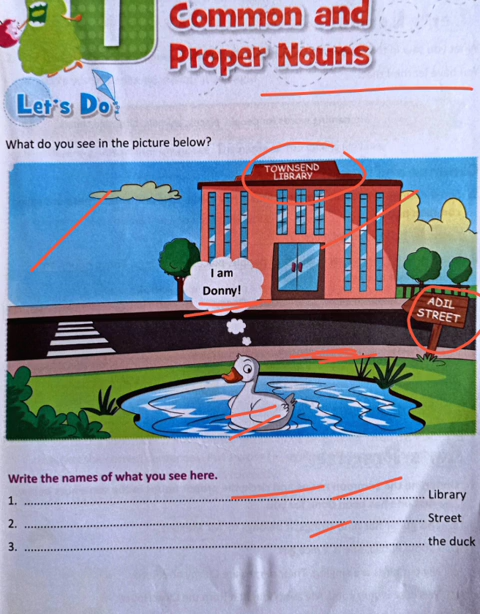 1
Common and
Proper Nouns
Let's Do
What do you see in the picture below?
TOWNSEND
LIBRARY
I am
Donny!
ADIL
STREET
Write the names of what you see here.
1. ........ Library
2. ........ Street
3. ........ the duck